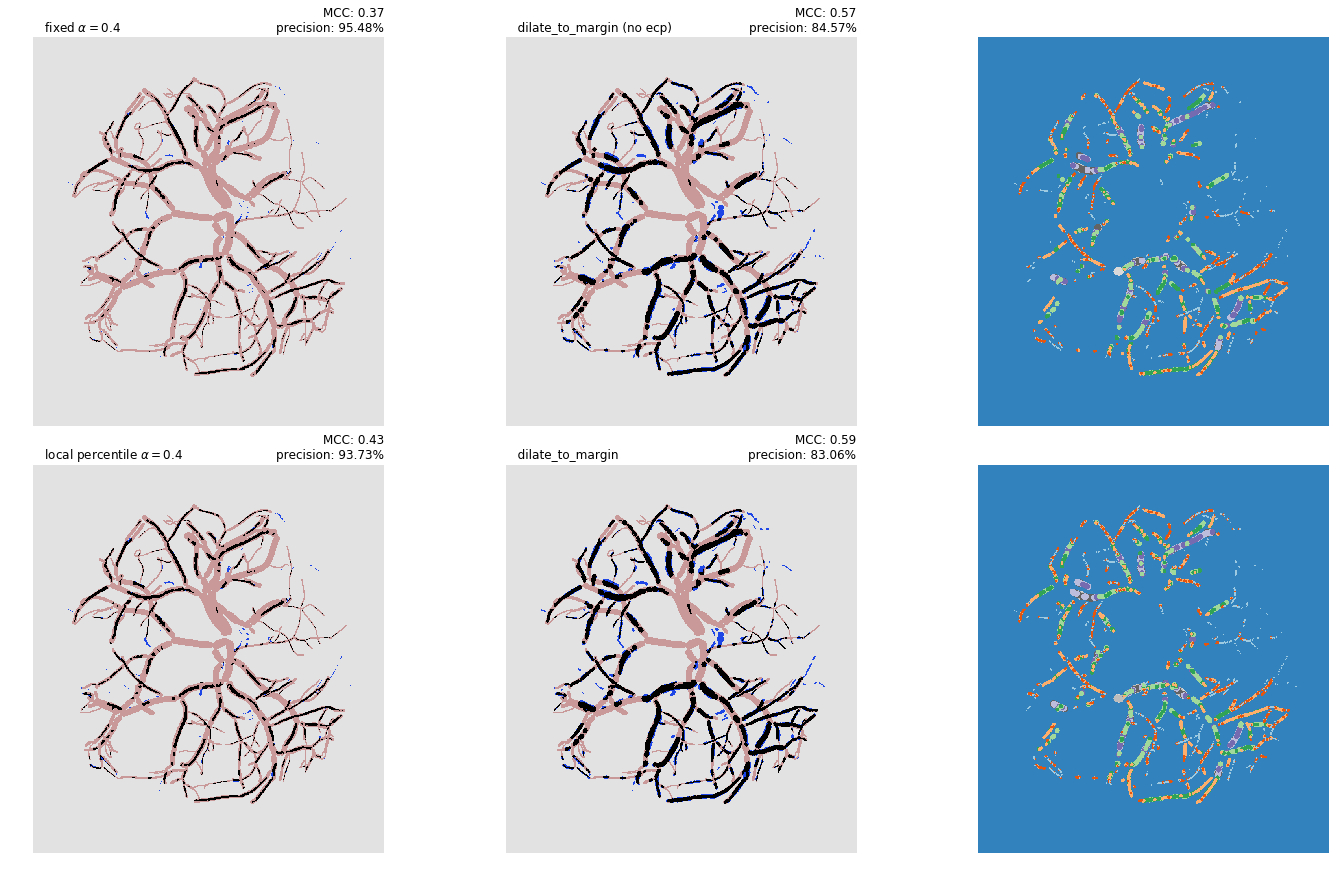 MCC: 0.37
fixed α = 0.4 precision: 95.48%
MCC: 0.57
dilate_to_margin (no ecp) precision: 84.57%
MCC: 0.43
local percentile α = 0.4 precision: 93.73%
MCC: 0.59
dilate_to_margin precision: 83.06%